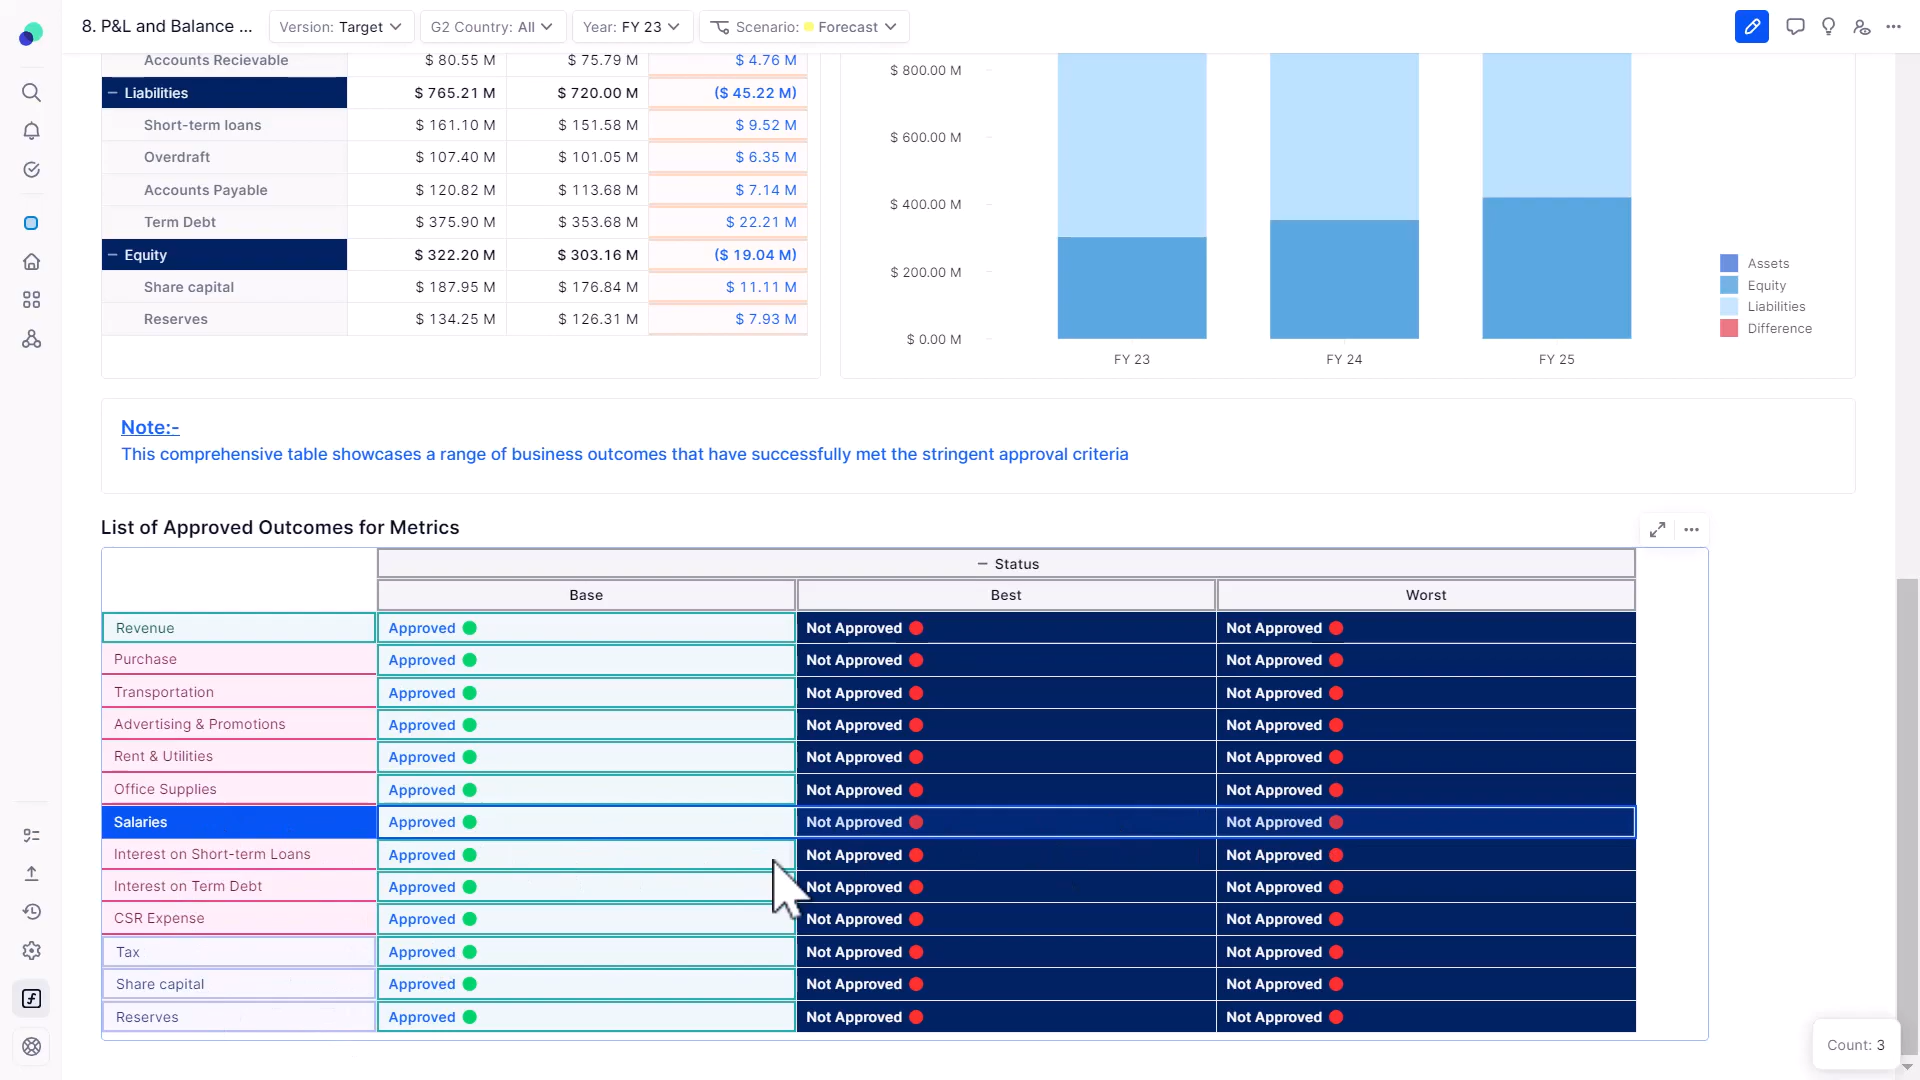 8. P&L and Balance ...
Version: Target
G2 Country: All
Year: FY 23
Scenario: Forecast
Accounts Recievable $ 80.55 M $ 75.79 M $ 4.76 M
Liabilities $ 765.21 M $ 720.00 M ($ 45.22 M)
Short-term loans $ 161.10 M $ 151.58 M $ 9.52 M
Overdraft $ 107.40 M $ 101.05 M $ 6.35 M
Accounts Payable $ 120.82 M $ 113.68 M $ 7.14 M
Term Debt $ 375.90 M $ 353.68 M $ 22.21 M
Equity $ 322.20 M $ 303.16 M ($ 19.04 M)
Share capital $ 187.95 M $ 176.84 M $ 11.11 M
Reserves $ 134.25 M $ 126.31 M $ 7.93 M
$ 800.00 M
$ 600.00 M
$ 400.00 M
$ 200.00 M
$ 0.00 M
FY 23 FY 24 FY 25
Assets
Equity
Liabilities
Difference
Note:-
This comprehensive table showcases a range of business outcomes that have successfully met the stringent approval criteria
List of Approved Outcomes for Metrics
Status
Base Best Worst
Revenue Approved Not Approved Not Approved
Purchase Approved Not Approved Not Approved
Transportation Approved Not Approved Not Approved
Advertising & Promotions Approved Not Approved Not Approved
Rent & Utilities Approved Not Approved Not Approved
Office Supplies Approved Not Approved Not Approved
Salaries Approved Not Approved Not Approved
Interest on Short-term Loans Approved Not Approved Not Approved
Interest on Term Debt Approved Not Approved Not Approved
CSR Expense Approved Not Approved Not Approved
Tax Approved Not Approved Not Approved
Share capital Approved Not Approved Not Approved
Reserves Approved Not Approved Not Approved
Count: 3